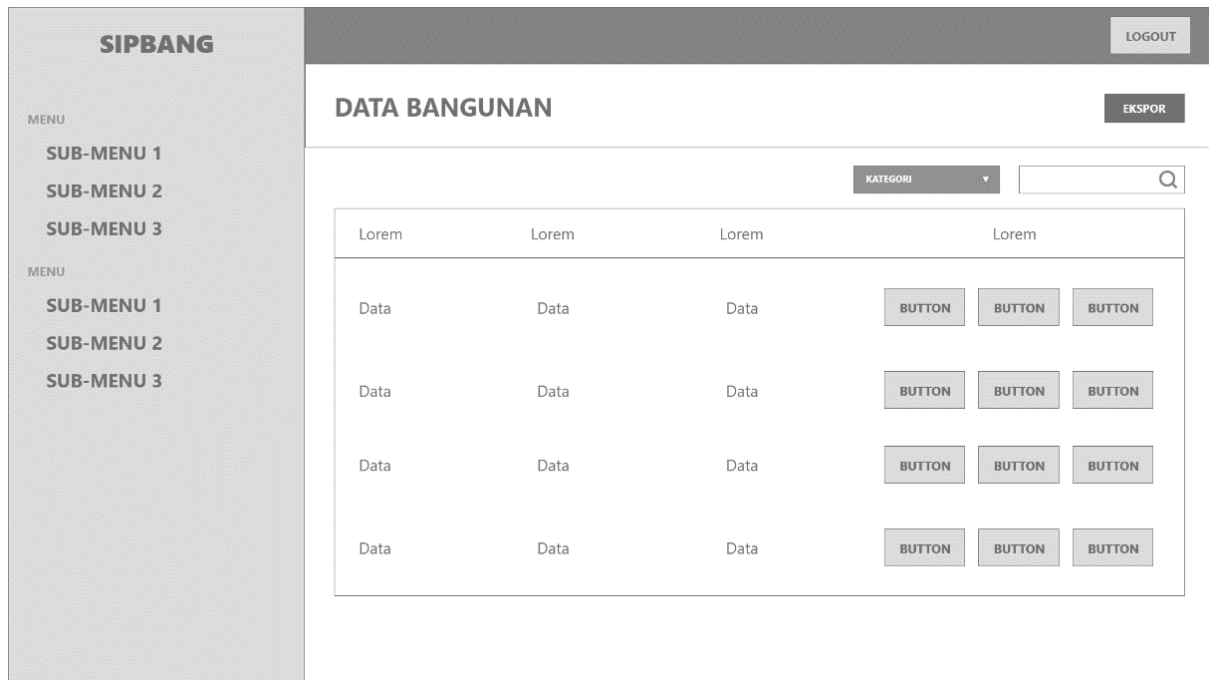 SIPBANG
LOGOUT
MENU
SUB-MENU 1
SUB-MENU 2
SUB-MENU 3
MENU
SUB-MENU 1
SUB-MENU 2
SUB-MENU 3
DATA BANGUNAN
EKSPOR
KATEGORI
Lorem Lorem Lorem Lorem
Data Data Data BUTTON BUTTON BUTTON
Data Data Data BUTTON BUTTON BUTTON
Data Data Data BUTTON BUTTON BUTTON
Data Data Data BUTTON BUTTON BUTTON